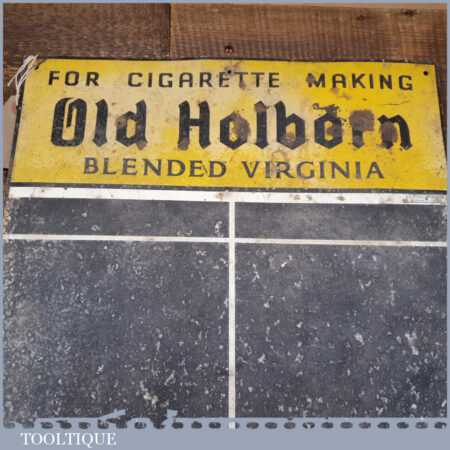 FOR CIGARETTE MAKING
Old Holborn
BLENDED VIRGINIA
TOOLTIQUE